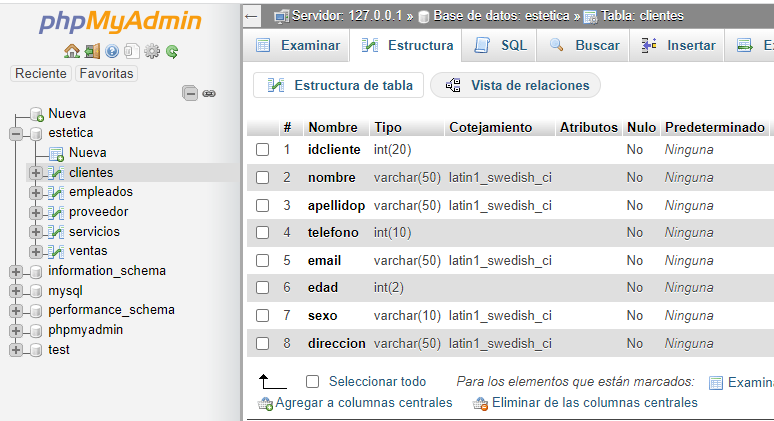 phpMyAdmin
Reciente Favoritas
Nueva
estetica
Nueva
clientes
empleados
proveedor
servicios
ventas
information_schema
mysql
performance_schema
phpmyadmin
test
Servidor: 127.0.0.1 » Base de datos: estetica » Tabla: clientes
Examinar Estructura SQL Buscar Insertar Ex
Estructura de tabla Vista de relaciones
# Nombre Tipo Cotejamiento Atributos Nulo Predeterminado
1 idcliente int(20) No Ninguna
2 nombre varchar(50) latin1_swedish_ci No Ninguna
3 apellidop varchar(50) latin1_swedish_ci No Ninguna
4 telefono int(10) No Ninguna
5 email varchar(50) latin1_swedish_ci No Ninguna
6 edad int(2) No Ninguna
7 sexo varchar(10) latin1_swedish_ci No Ninguna
8 direccion varchar(50) latin1_swedish_ci No Ninguna
Seleccionar todo Para los elementos que están marcados: Examin
Agregar a columnas centrales Eliminar de las columnas centrales